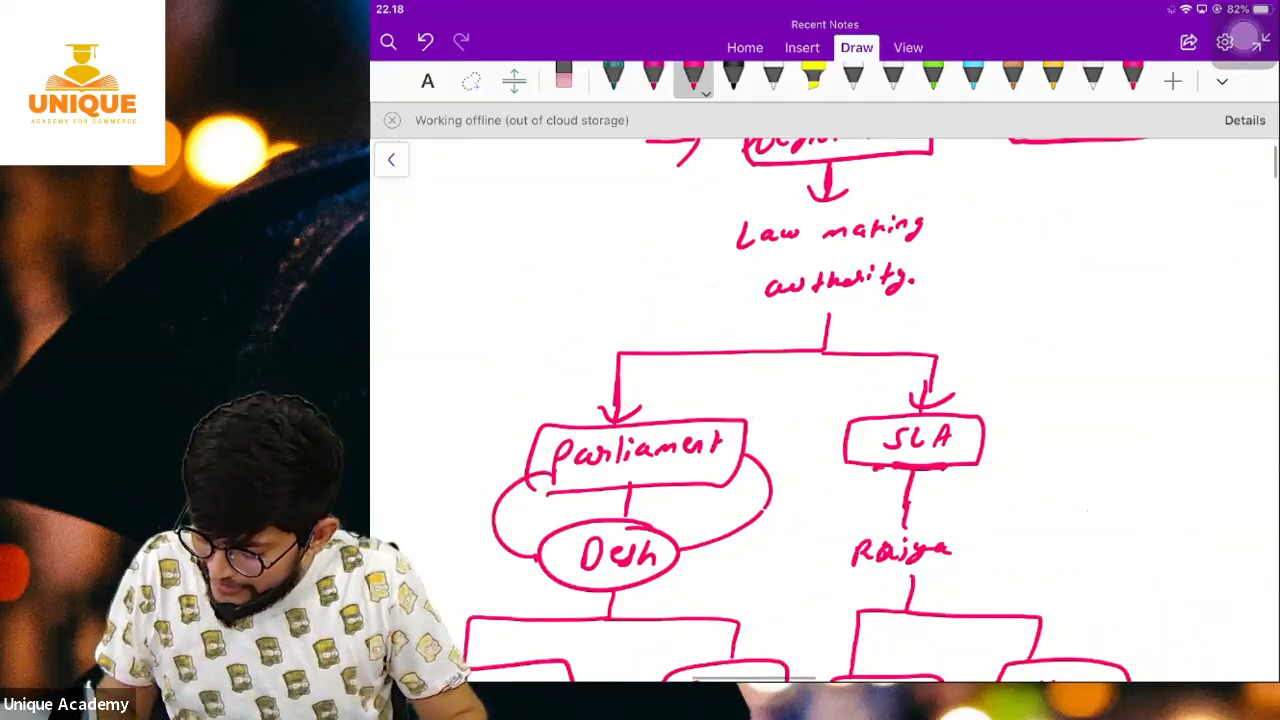 22.18
82%
Recent Notes
Home Insert Draw View
A
Working offline (out of cloud storage)
Details
UNIQUE
ACADEMY FOR COMMERCE
Law making
authority.
Parliament
SLA
Desh
Rajya
Unique Academy